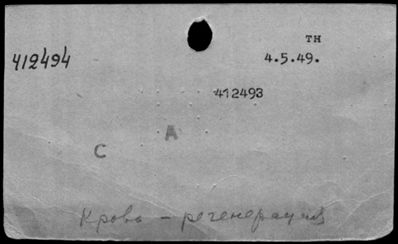 ТН
412494
4.5.49.
412493
А
С
Кровь - регенерация